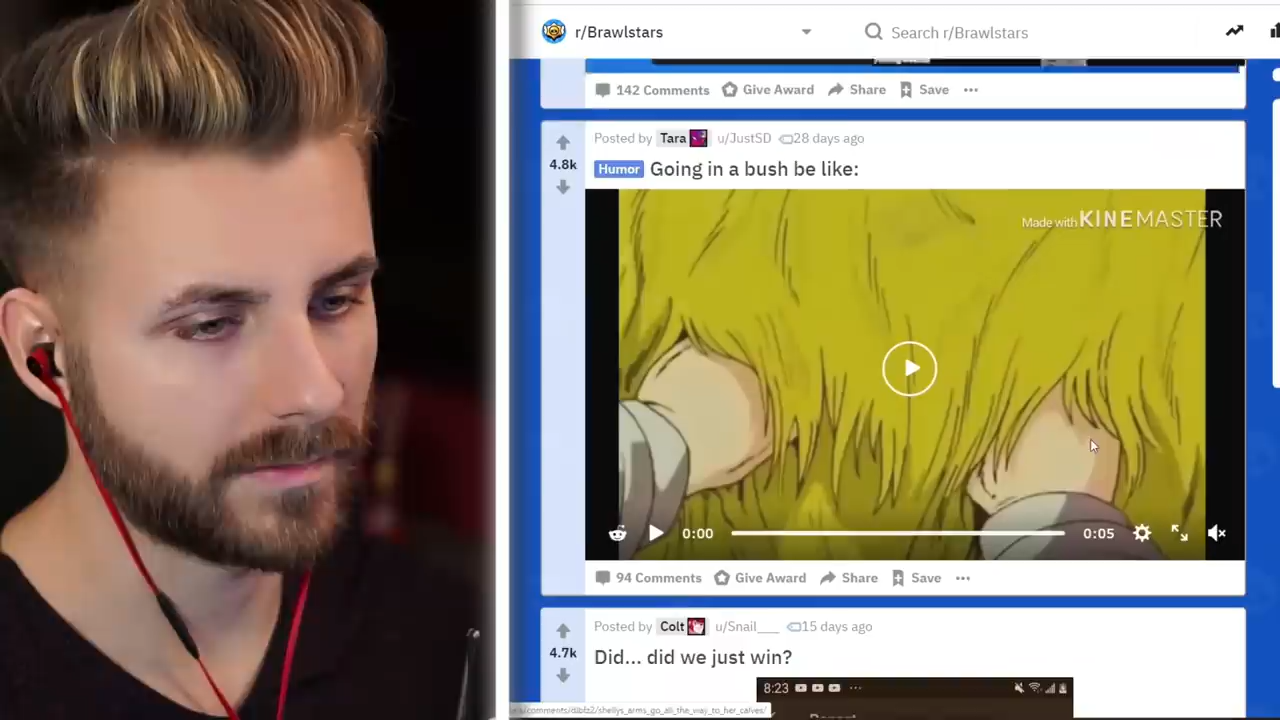 r/Brawlstars
Search r/Brawlstars
142 Comments Give Award Share Save ...
Posted by Tara u/JustSD 28 days ago
4.8k
Humor Going in a bush be like:
Made with KINEMASTER
0:00 0:05
94 Comments Give Award Share Save ...
Posted by Colt u/Snail___ 15 days ago
4.7k
Did... did we just win?
8:23 ...